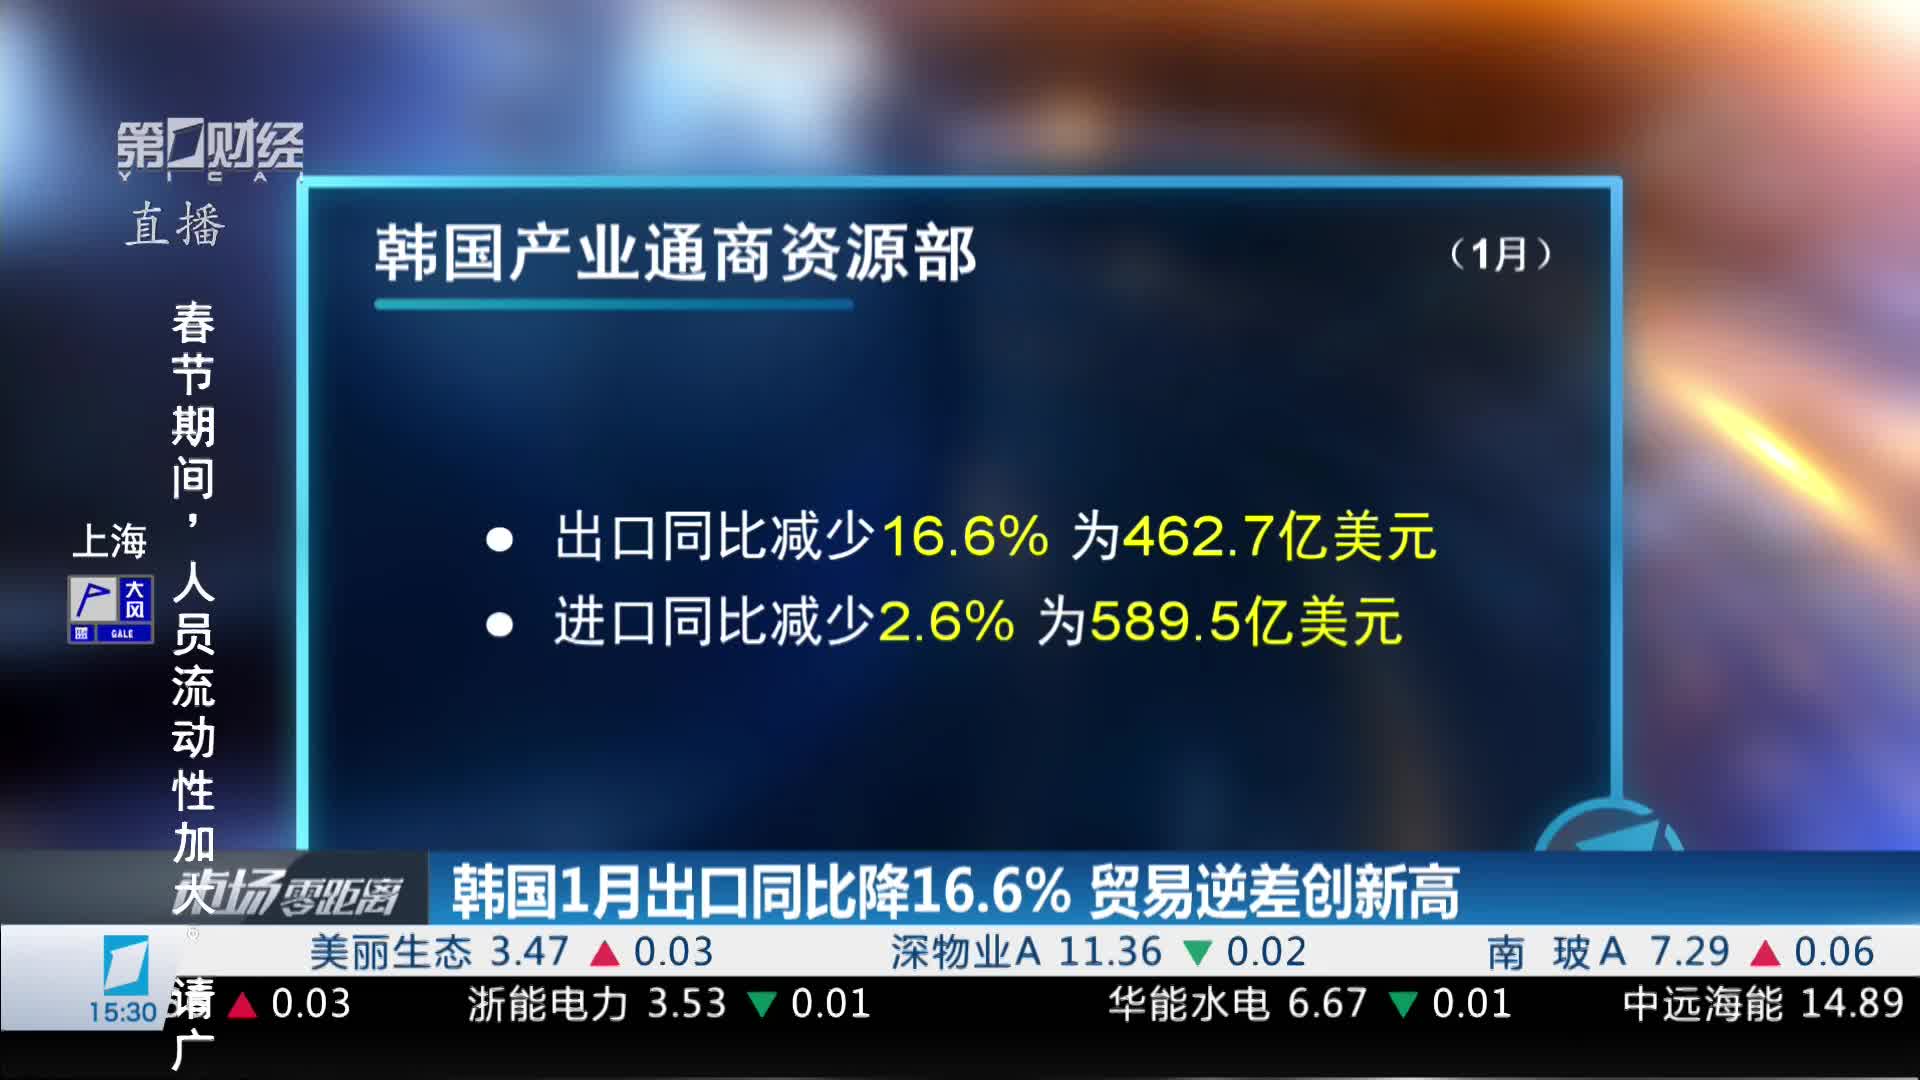 第一财经
YICAI
直播
韩国产业通商资源部
（1月）
● 出口同比减少16.6% 为462.7亿美元
● 进口同比减少2.6% 为589.5亿美元
上海
大风
GALE
春节期间，人员流动性加大。请广
市场零距离
韩国1月出口同比降16.6% 贸易逆差创新高
美丽生态 3.47 ▲ 0.03 深物业A 11.36 ▼ 0.02 南 玻A 7.29 ▲ 0.06
15:30
▲ 0.03 浙能电力 3.53 ▼ 0.01 华能水电 6.67 ▼ 0.01 中远海能 14.89